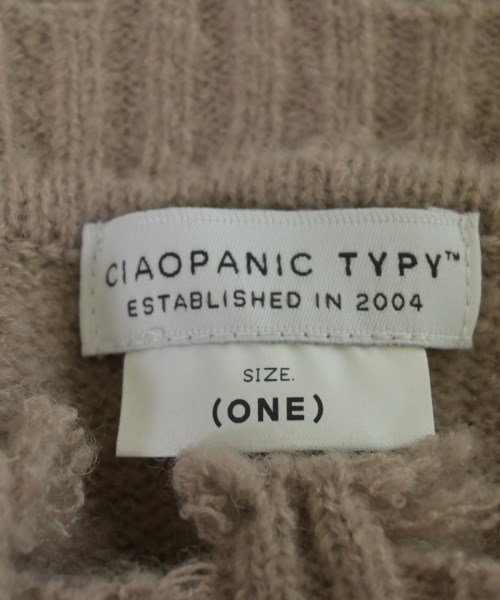 CIAOPANIC TYPY™
ESTABLISHED IN 2004
SIZE.
(ONE)